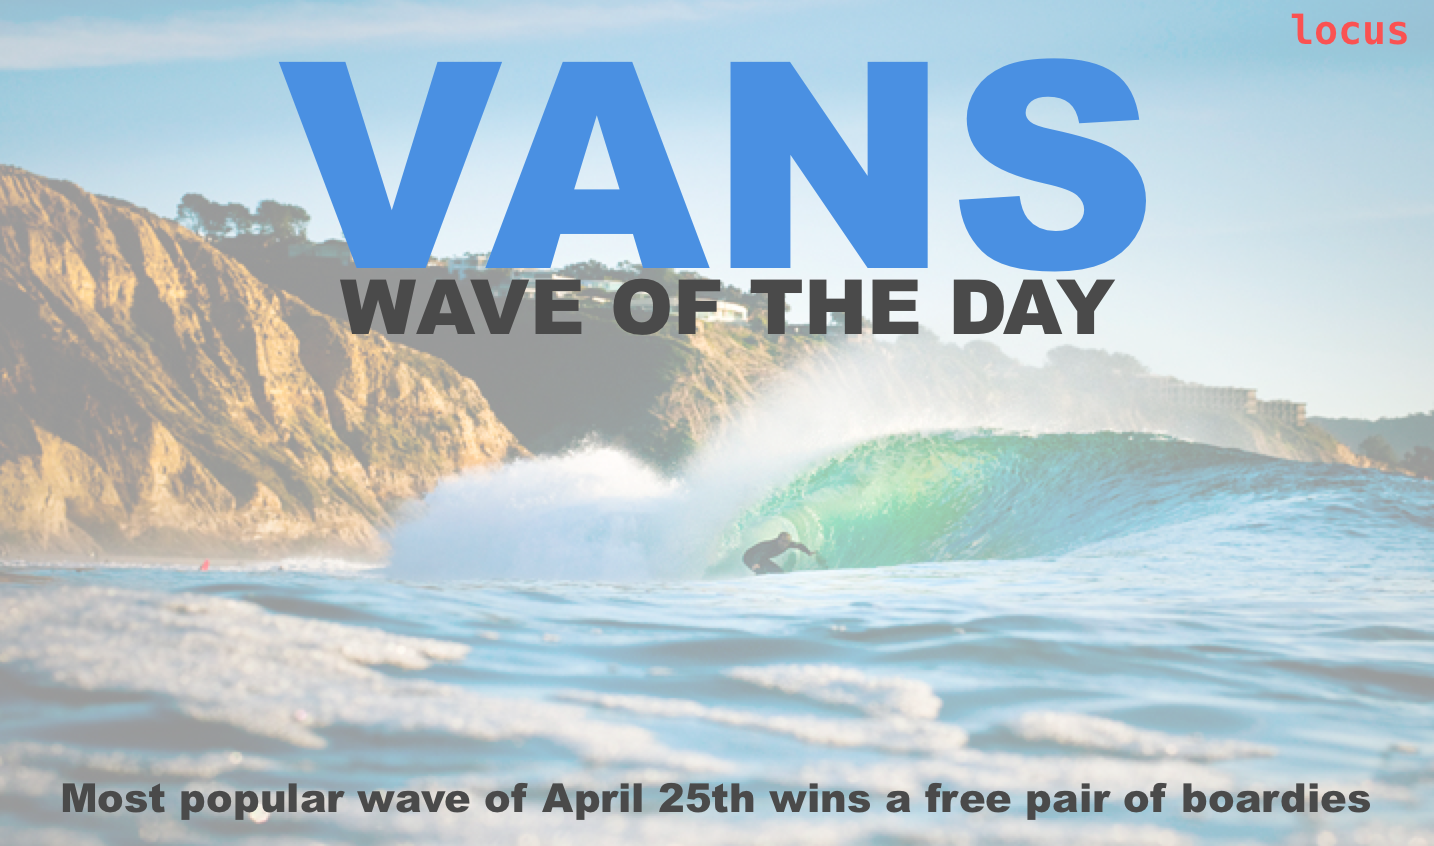 locus
VANS
WAVE OF THE DAY
Most popular wave of April 25th wins a free pair of boardies